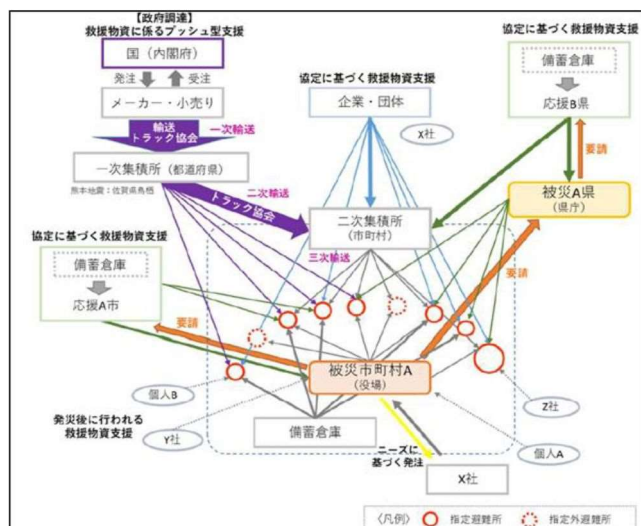 【政府調達】
救援物資に係るプッシュ型支援
国（内閣府）
発注
受注
メーカー・小売り
輸送
トラック協会
一次輸送
一次集積所（都道府県）
熊本地震：佐賀県鳥栖
二次輸送
トラック協会
協定に基づく救援物資支援
企業・団体
X社
協定に基づく救援物資支援
備蓄倉庫
応援B県
要請
被災A県
（県庁）
二次集積所
（市町村）
三次輸送
協定に基づく救援物資支援
備蓄倉庫
応援A市
要請
要請
被災市町村A
（役場）
個人B
発災後に行われる
救援物資支援
Y社
備蓄倉庫
Z社
個人A
ニーズに
基づく発注
X社
〈凡例〉
指定避難所
指定外避難所